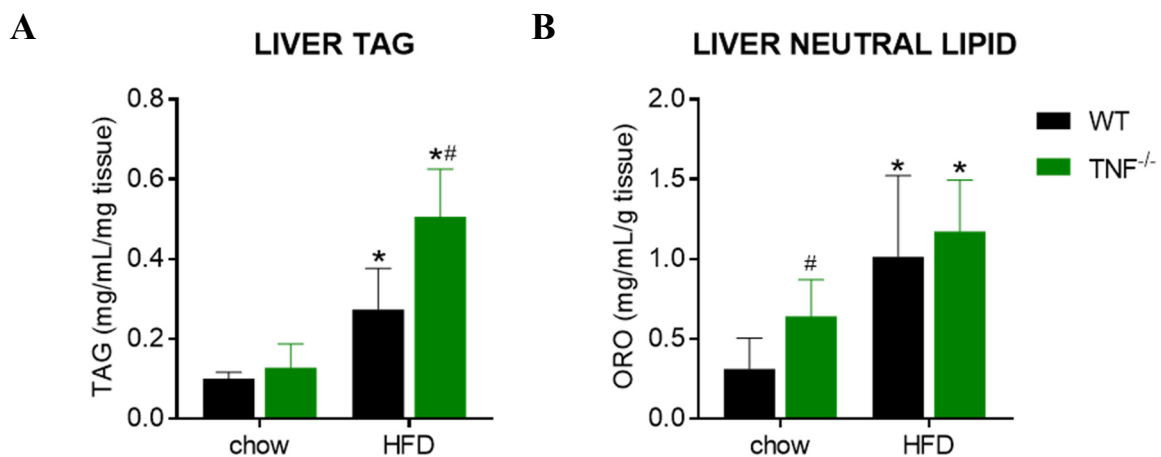 A
LIVER TAG
TAG (mg/mL/mg tissue)
0.8
0.6
0.4
0.2
0.0
*
*#
chow
HFD
B
LIVER NEUTRAL LIPID
ORO (mg/mL/g tissue)
2.0
1.5
1.0
0.5
0.0
#
*
*
chow
HFD
WT
TNF-/-